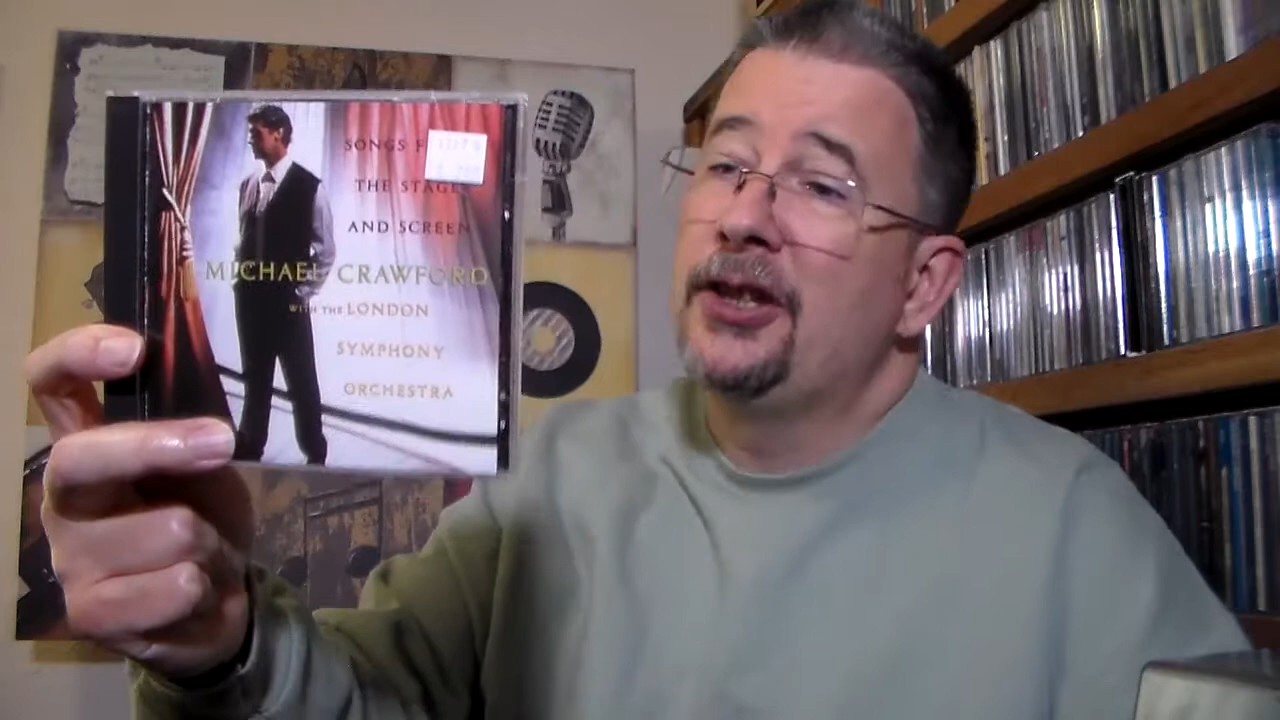 SONGS F
THE STAGE
AND SCREEN
MICHAEL CRAWFORD
WITH THE LONDON
SYMPHONY
ORCHESTRA